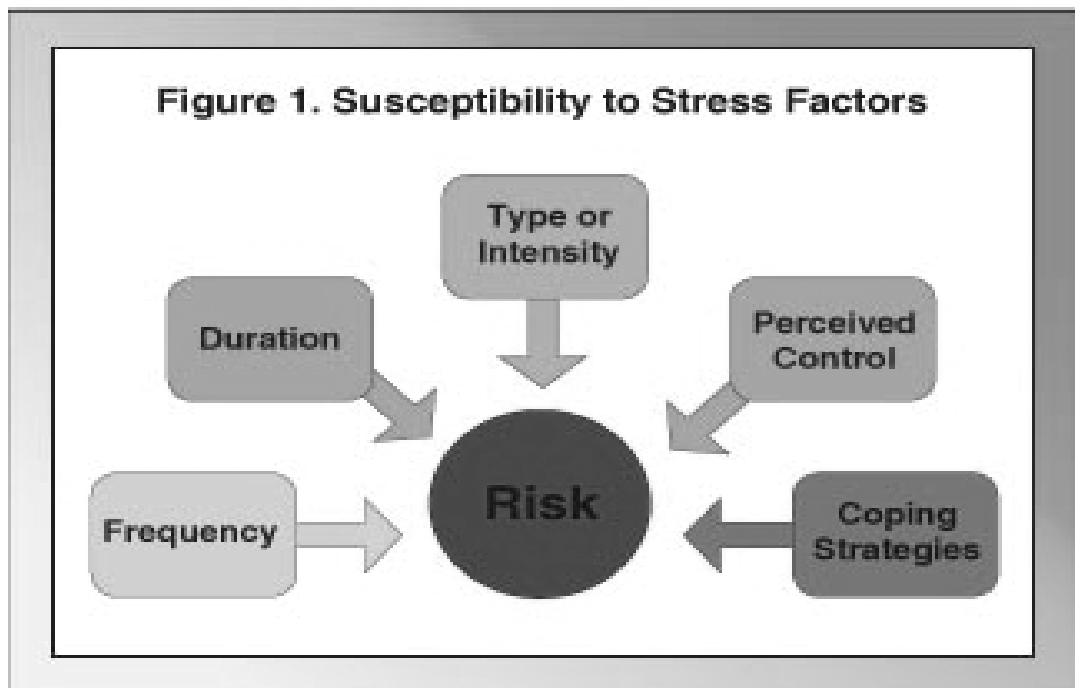 Figure 1. Susceptibility to Stress Factors
Type or
Intensity
Duration
Perceived
Control
Frequency
Risk
Coping
Strategies